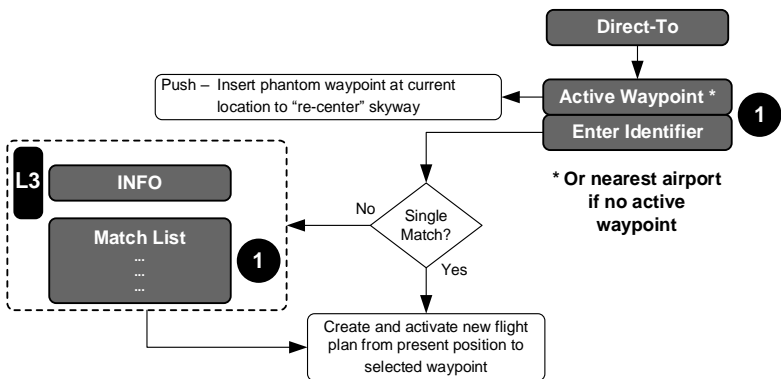 Direct-To
Push – Insert phantom waypoint at current
location to “re-center” skyway
Active Waypoint *
Enter Identifier
1
* Or nearest airport
if no active
waypoint
L3
INFO
Match List
...
...
...
1
No
Single
Match?
Yes
Create and activate new flight
plan from present position to
selected waypoint